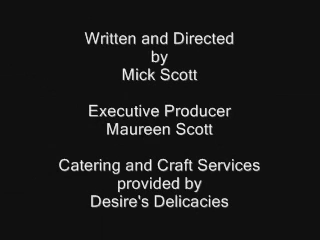 Written and Directed
by
Mick Scott
Executive Producer
Maureen Scott
Catering and Craft Services
provided by
Desire's Delicacies